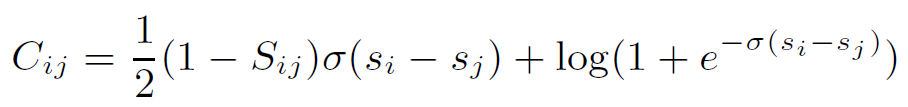 C_{ij} = \frac{1}{2}(1 - S_{ij})\sigma(s_i - s_j) + \log(1 + e^{-\sigma(s_i - s_j)})